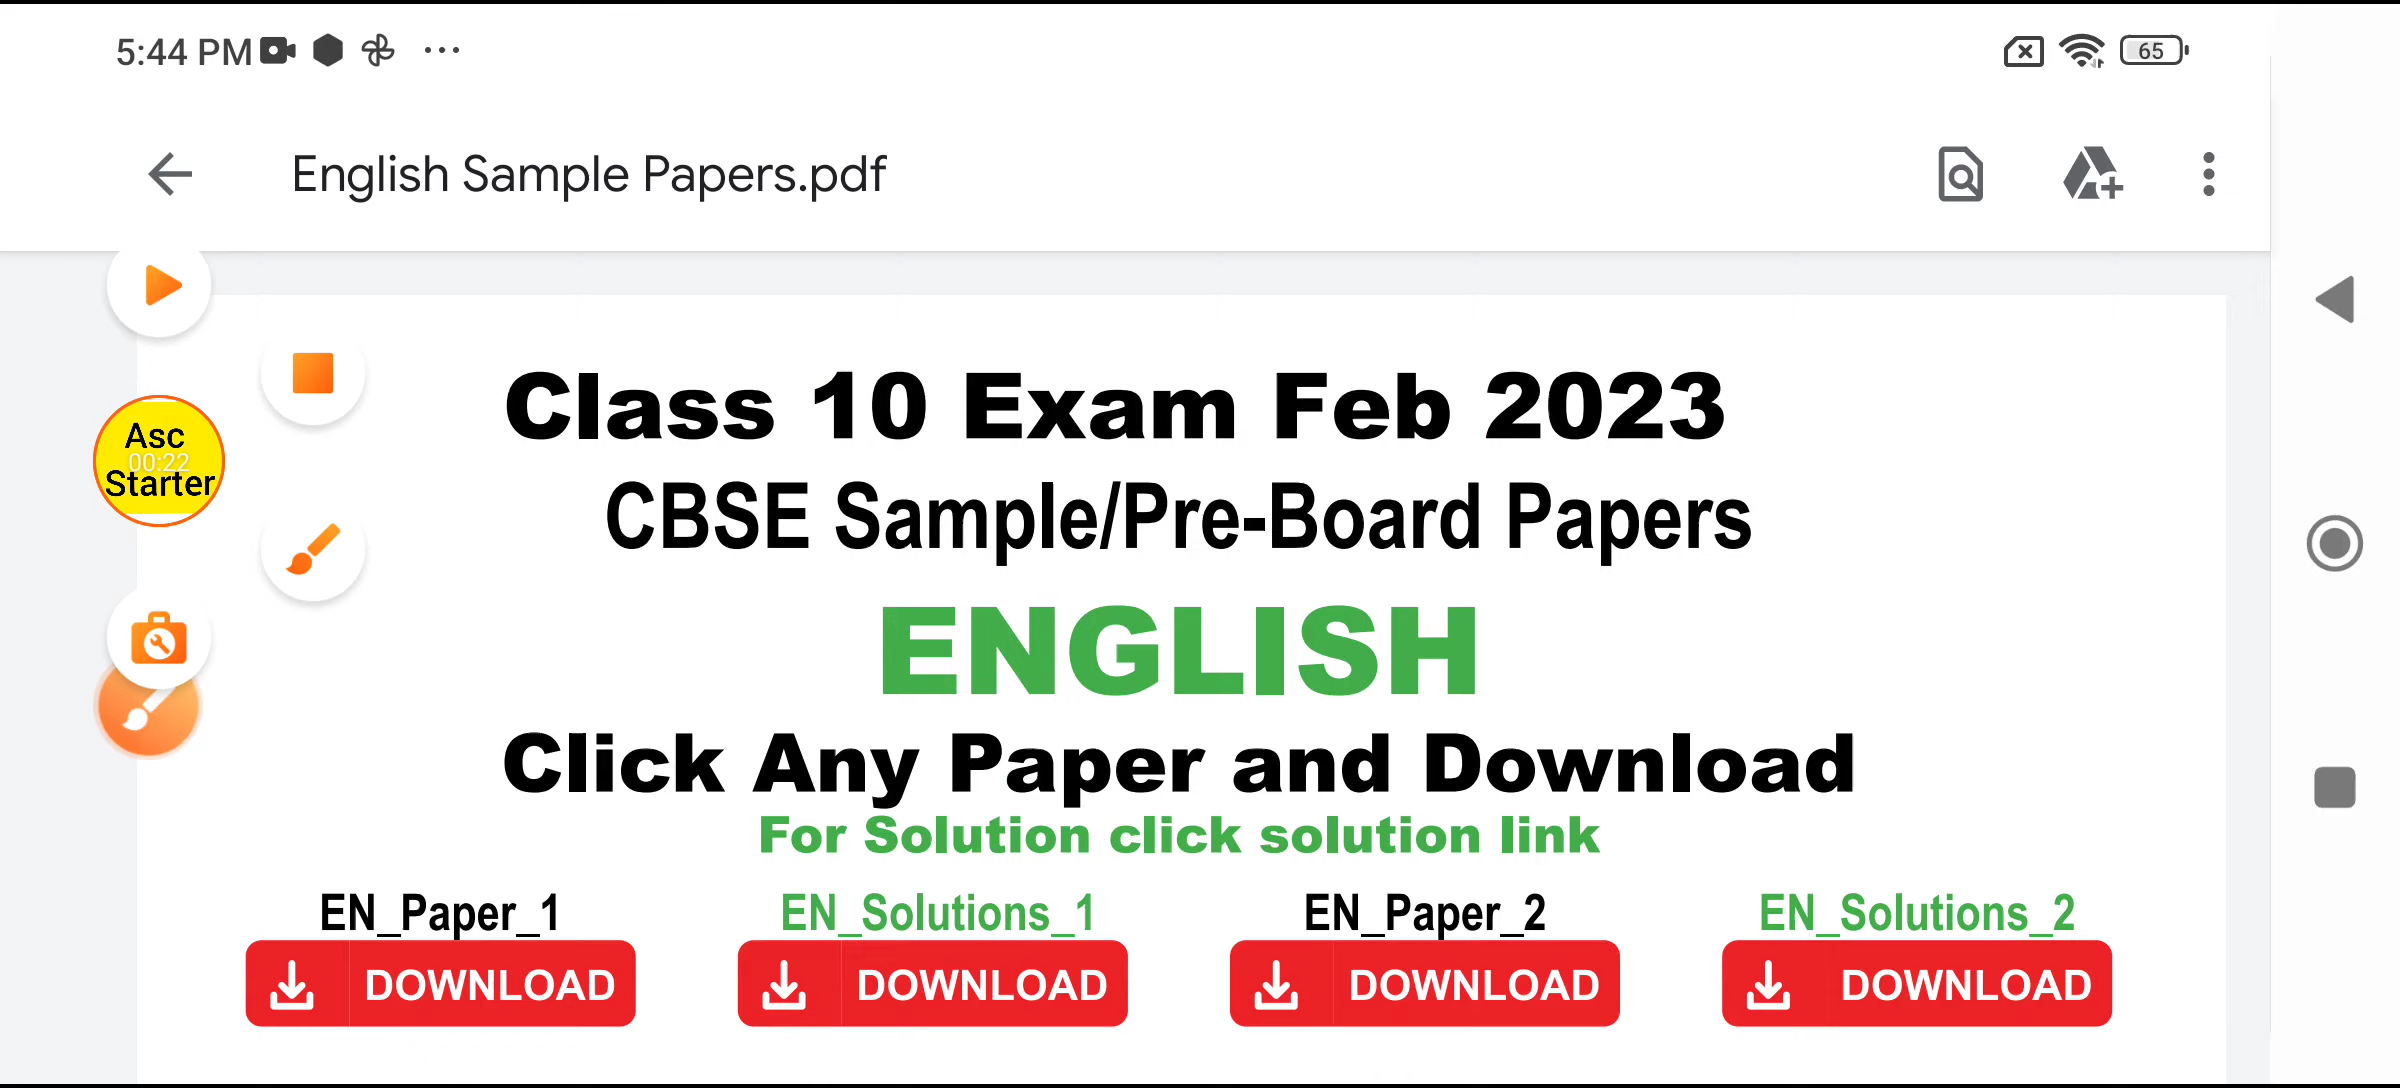 5:44 PM
65
English Sample Papers.pdf
Class 10 Exam Feb 2023
Asc
00:22
Starter
CBSE Sample/Pre-Board Papers
ENGLISH
Click Any Paper and Download
For Solution click solution link
EN_Paper_1 EN_Solutions_1 EN_Paper_2 EN_Solutions_2
DOWNLOAD DOWNLOAD DOWNLOAD DOWNLOAD